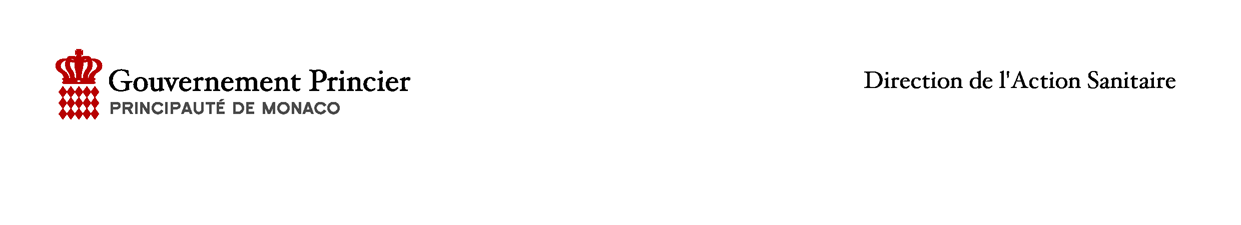 Gouvernement Princier
PRINCIPAUTÉ DE MONACO
Direction de l'Action Sanitaire